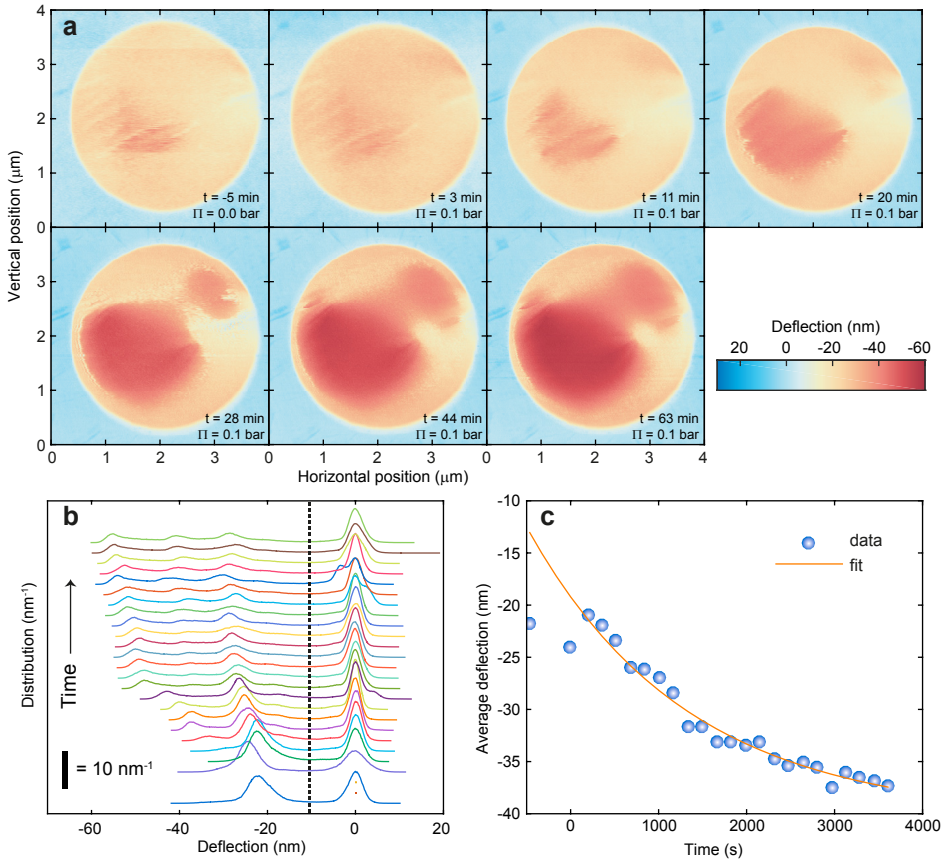 a
4
3
2
1
0
Vertical position (μm)
t = -5 min
Π = 0.0 bar
t = 3 min
Π = 0.1 bar
t = 11 min
Π = 0.1 bar
t = 20 min
Π = 0.1 bar
3
2
1
0
t = 28 min
Π = 0.1 bar
t = 44 min
Π = 0.1 bar
t = 63 min
Π = 0.1 bar
0 1 2 3 0 1 2 3 0 1 2 3 4
Horizontal position (μm)
Deflection (nm)
20 0 -20 -40 -60
b
Distribution (nm⁻¹)
Time
= 10 nm⁻¹
-60 -40 -20 0 20
Deflection (nm)
c
-10
-15
-20
-25
-30
-35
-40
Average deflection (nm)
data
fit
0 1000 2000 3000 4000
Time (s)